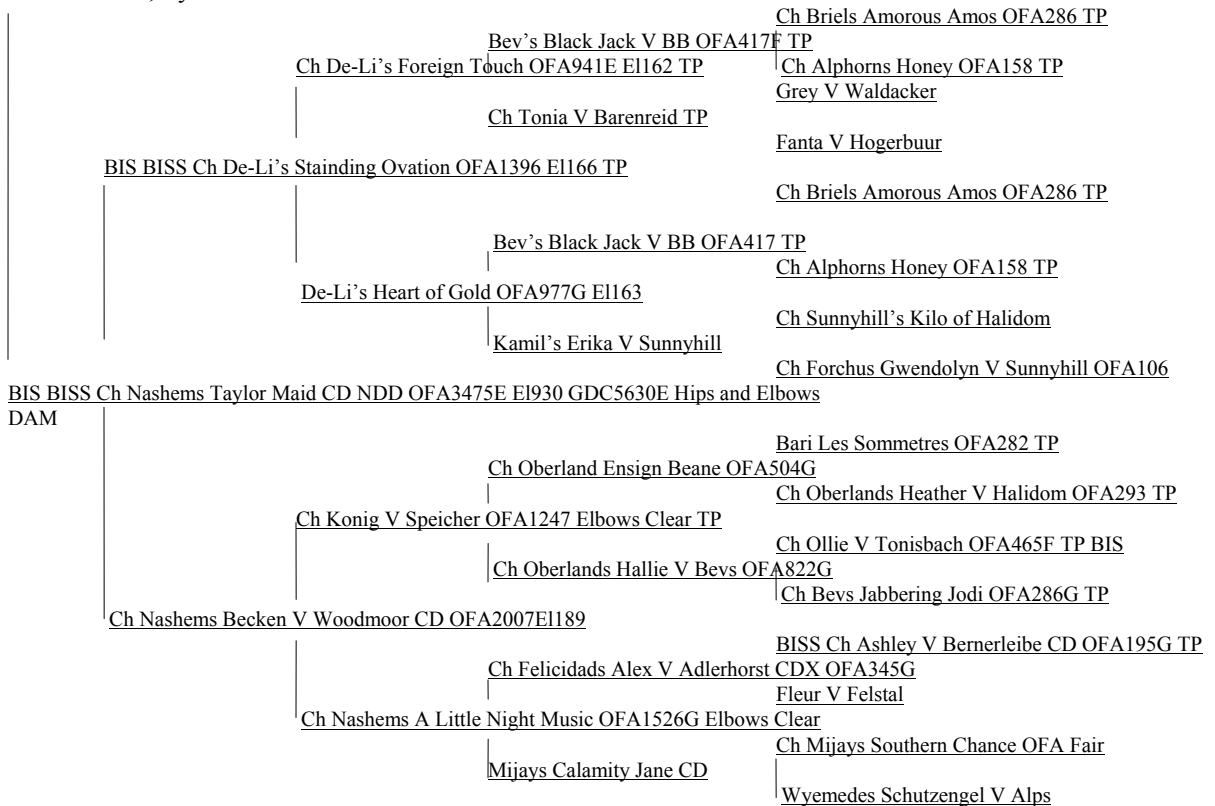 Ch Briels Amorous Amos OFA286 TP
Bev's Black Jack V BB OFA417F TP
Ch De-Li's Foreign Touch OFA941E El162 TP
Ch Alphorns Honey OFA158 TP
Grey V Waldacker
Ch Tonia V Barenreid TP
Fanta V Hogerbuur
BIS BISS Ch De-Li's Stainding Ovation OFA1396 El166 TP
Ch Briels Amorous Amos OFA286 TP
Bev's Black Jack V BB OFA417 TP
Ch Alphorns Honey OFA158 TP
De-Li's Heart of Gold OFA977G El163
Ch Sunnyhill's Kilo of Halidom
Kamil's Erika V Sunnyhill
Ch Forchus Gwendolyn V Sunnyhill OFA106
BIS BISS Ch Nashems Taylor Maid CD NDD OFA3475E El930 GDC5630E Hips and Elbows
DAM
Bari Les Sommetres OFA282 TP
Ch Oberland Ensign Beane OFA504G
Ch Oberlands Heather V Halidom OFA293 TP
Ch Konig V Speicher OFA1247 Elbows Clear TP
Ch Ollie V Tonisbach OFA465F TP BIS
Ch Oberlands Hallie V Bevs OFA822G
Ch Bevs Jabbering Jodi OFA286G TP
Ch Nashems Becken V Woodmoor CD OFA2007El189
BISS Ch Ashley V Bernerleibe CD OFA195G TP
Ch Felicidads Alex V Adlerhorst CDX OFA345G
Fleur V Felstal
Ch Nashems A Little Night Music OFA1526G Elbows Clear
Ch Mijays Southern Chance OFA Fair
Mijays Calamity Jane CD
Wyemedes Schutzengel V Alps